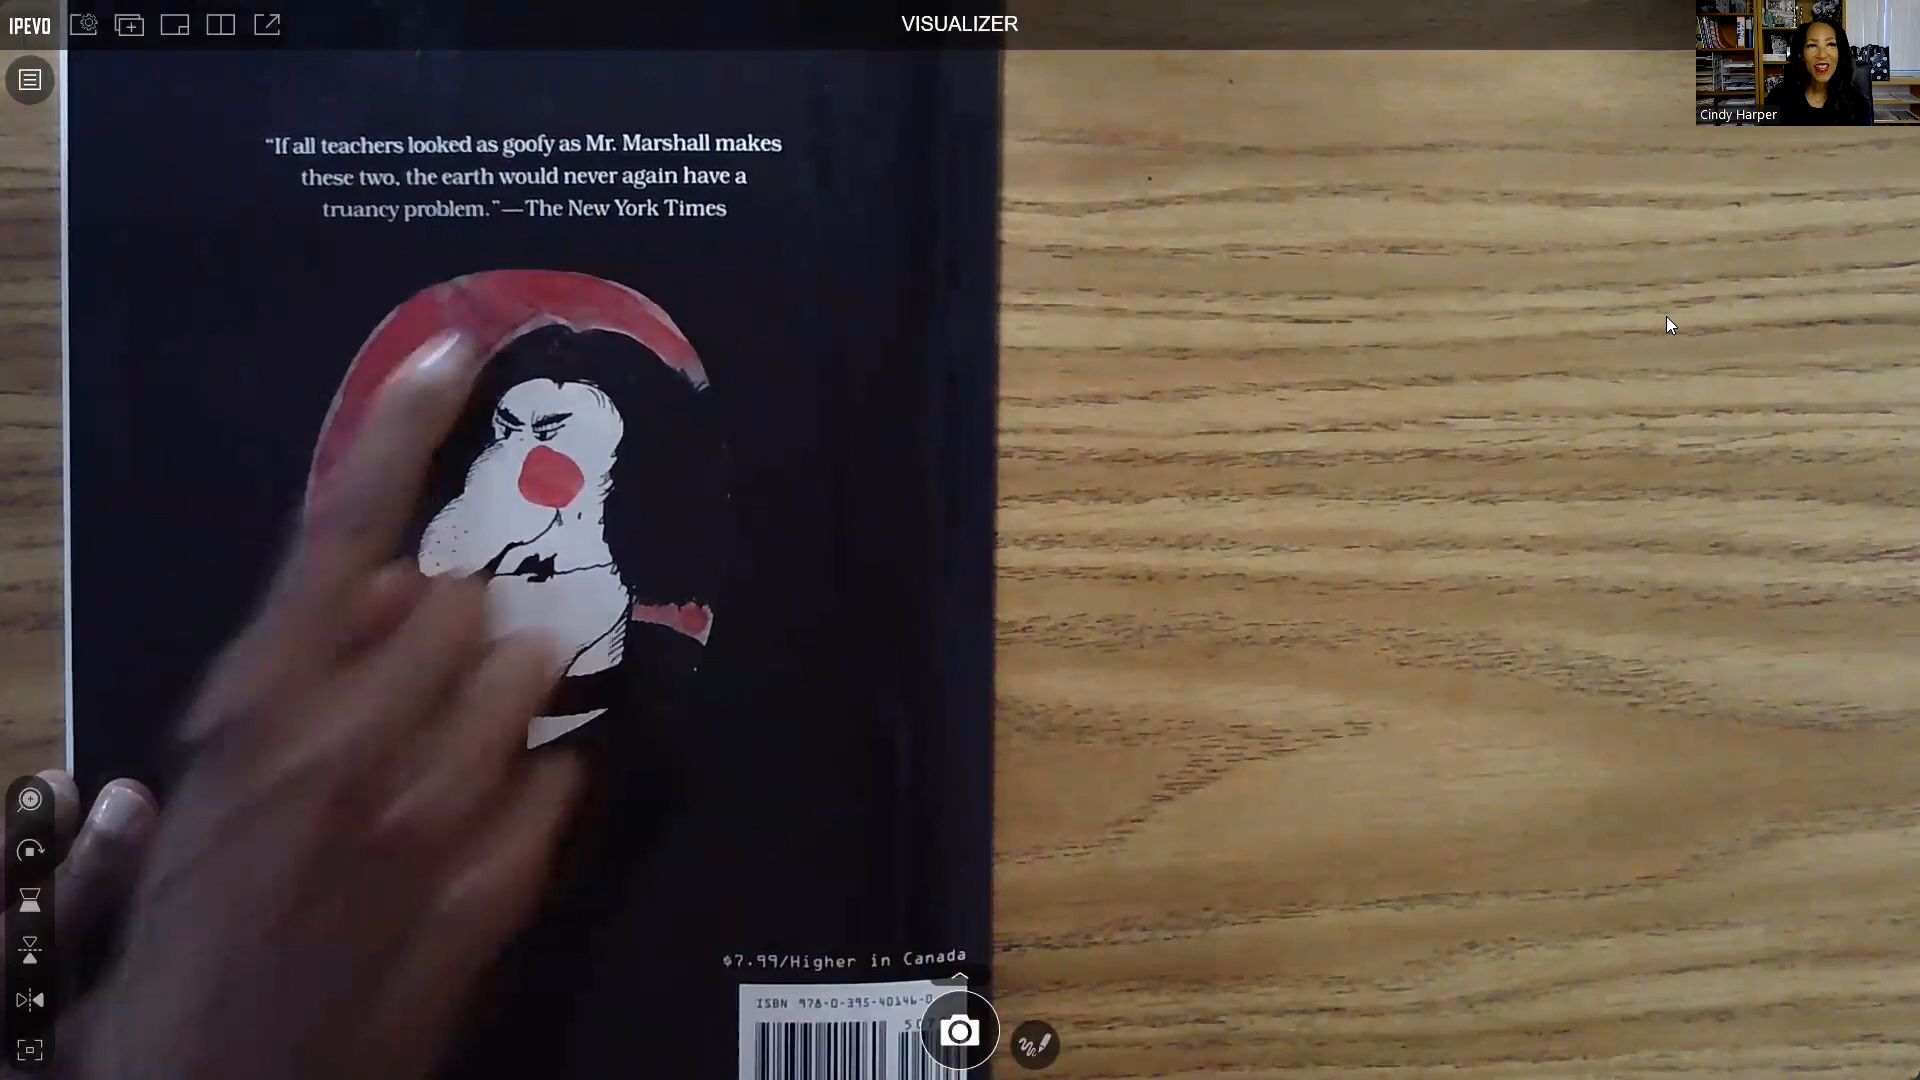 IPEVO
VISUALIZER
Cindy Harper
“If all teachers looked as goofy as Mr. Marshall makes
these two, the earth would never again have a
truancy problem.”—The New York Times
$7.99/Higher in Canada
ISBN 978-0-395-40146-0